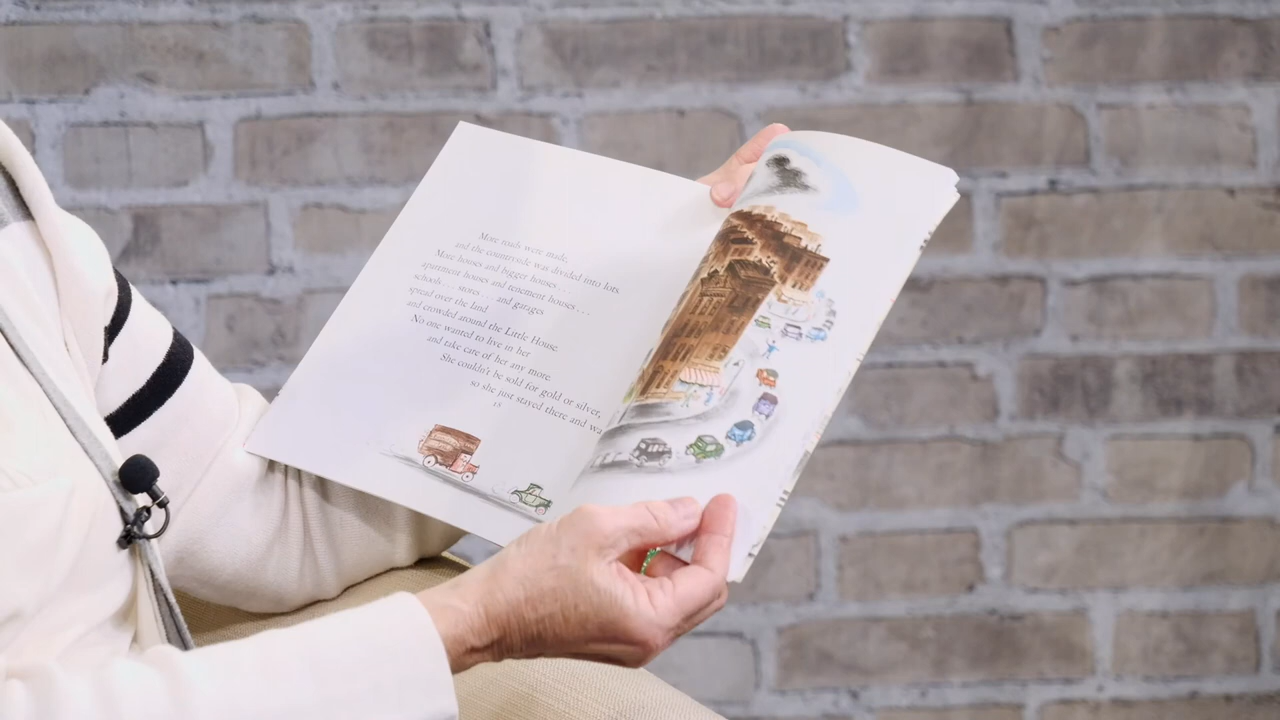 More roads were made,
and the countryside was divided into lots.
More houses and bigger houses . . .
apartment houses and tenement houses . . .
schools . . . stores . . . and garages
spread over the land
and crowded around the Little House.
No one wanted to live in her
and take care of her any more.
She couldn't be sold for gold or silver,
so she just stayed there and wa
18